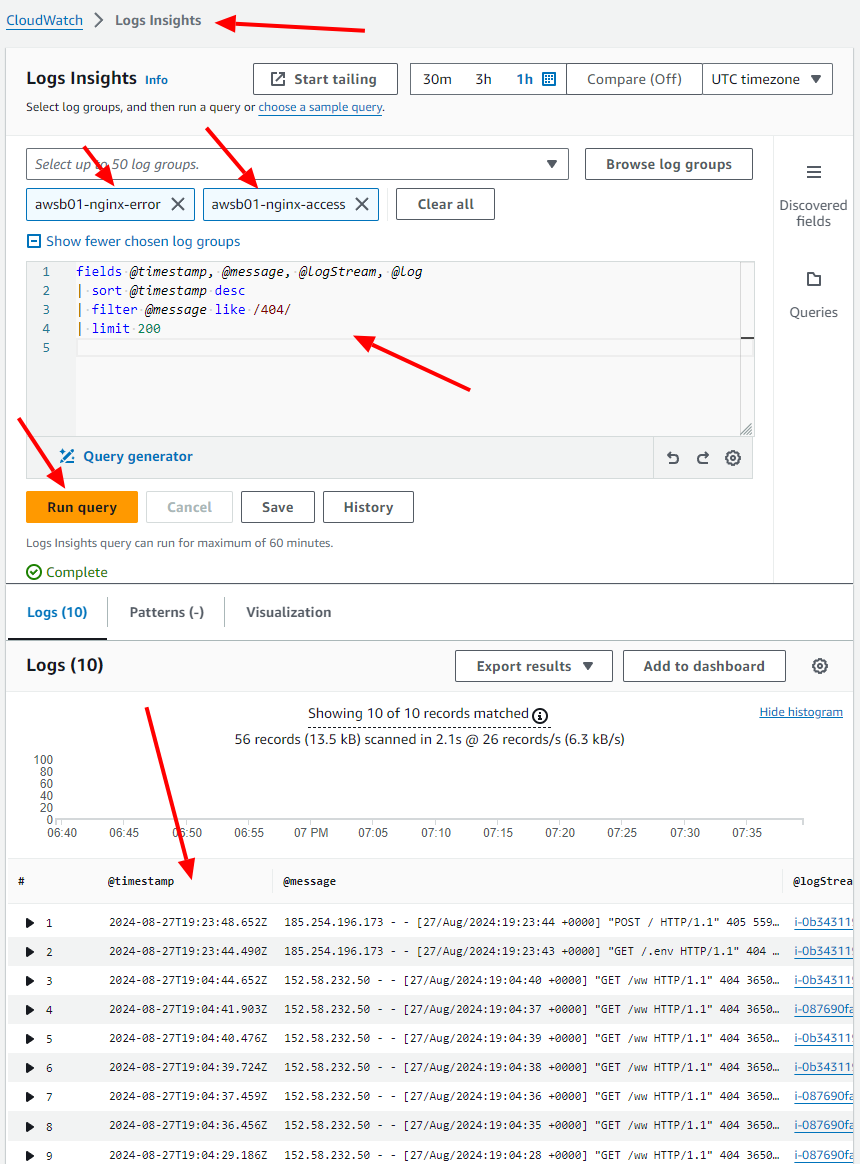 CloudWatch > Logs Insights
Logs Insights Info
Start tailing
30m 3h 1h Compare (Off) UTC timezone
Select log groups, and then run a query or choose a sample query.
Select up to 50 log groups.
Browse log groups
awsb01-nginx-error awsb01-nginx-access Clear all
Discovered fields
Show fewer chosen log groups
1 fields @timestamp, @message, @logStream, @log
2 | sort @timestamp desc
3 | filter @message like /404/
4 | limit 200
5
Queries
Query generator
Run query Cancel Save History
Logs Insights query can run for maximum of 60 minutes.
Complete
Logs (10) Patterns (-) Visualization
Logs (10) Export results Add to dashboard
Showing 10 of 10 records matched Hide histogram
56 records (13.5 kB) scanned in 2.1s @ 26 records/s (6.3 kB/s)
100
80
60
40
20
0
06:40 06:45 06:50 06:55 07 PM 07:05 07:10 07:15 07:20 07:25 07:30 07:35
# @timestamp @message @logStrea
1 2024-08-27T19:23:48.652Z 185.254.196.173 - - [27/Aug/2024:19:23:44 +0000] "POST / HTTP/1.1" 405 559… i-0b34311
2 2024-08-27T19:23:44.490Z 185.254.196.173 - - [27/Aug/2024:19:23:43 +0000] "GET /.env HTTP/1.1" 404 … i-0b34311
3 2024-08-27T19:04:44.652Z 152.58.232.50 - - [27/Aug/2024:19:04:40 +0000] "GET /ww HTTP/1.1" 404 3650… i-0b34311
4 2024-08-27T19:04:41.903Z 152.58.232.50 - - [27/Aug/2024:19:04:37 +0000] "GET /ww HTTP/1.1" 404 3650… i-087690fa
5 2024-08-27T19:04:40.476Z 152.58.232.50 - - [27/Aug/2024:19:04:39 +0000] "GET /ww HTTP/1.1" 404 3650… i-0b34311
6 2024-08-27T19:04:39.724Z 152.58.232.50 - - [27/Aug/2024:19:04:38 +0000] "GET /ww HTTP/1.1" 404 3650… i-0b34311
7 2024-08-27T19:04:37.459Z 152.58.232.50 - - [27/Aug/2024:19:04:36 +0000] "GET /ww HTTP/1.1" 404 3650… i-087690fa
8 2024-08-27T19:04:36.456Z 152.58.232.50 - - [27/Aug/2024:19:04:35 +0000] "GET /ww HTTP/1.1" 404 3650… i-087690fa
9 2024-08-27T19:04:29.186Z 152.58.232.50 - - [27/Aug/2024:19:04:28 +0000] "GET /ww HTTP/1.1" 404 3650… i-087690fa